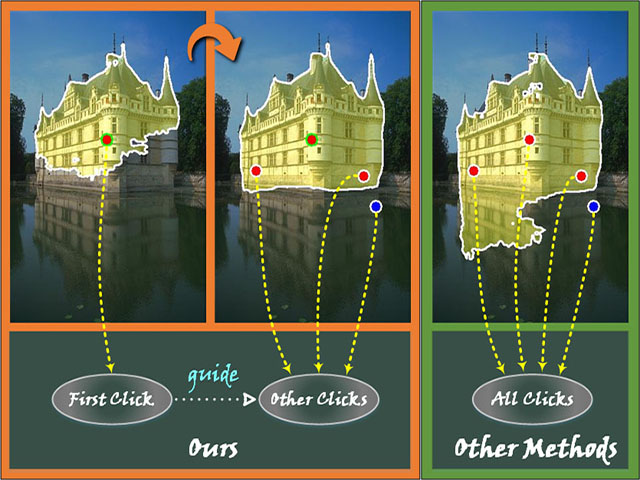 guide
First Click
Other Clicks
All Clicks
Ours
Other Methods